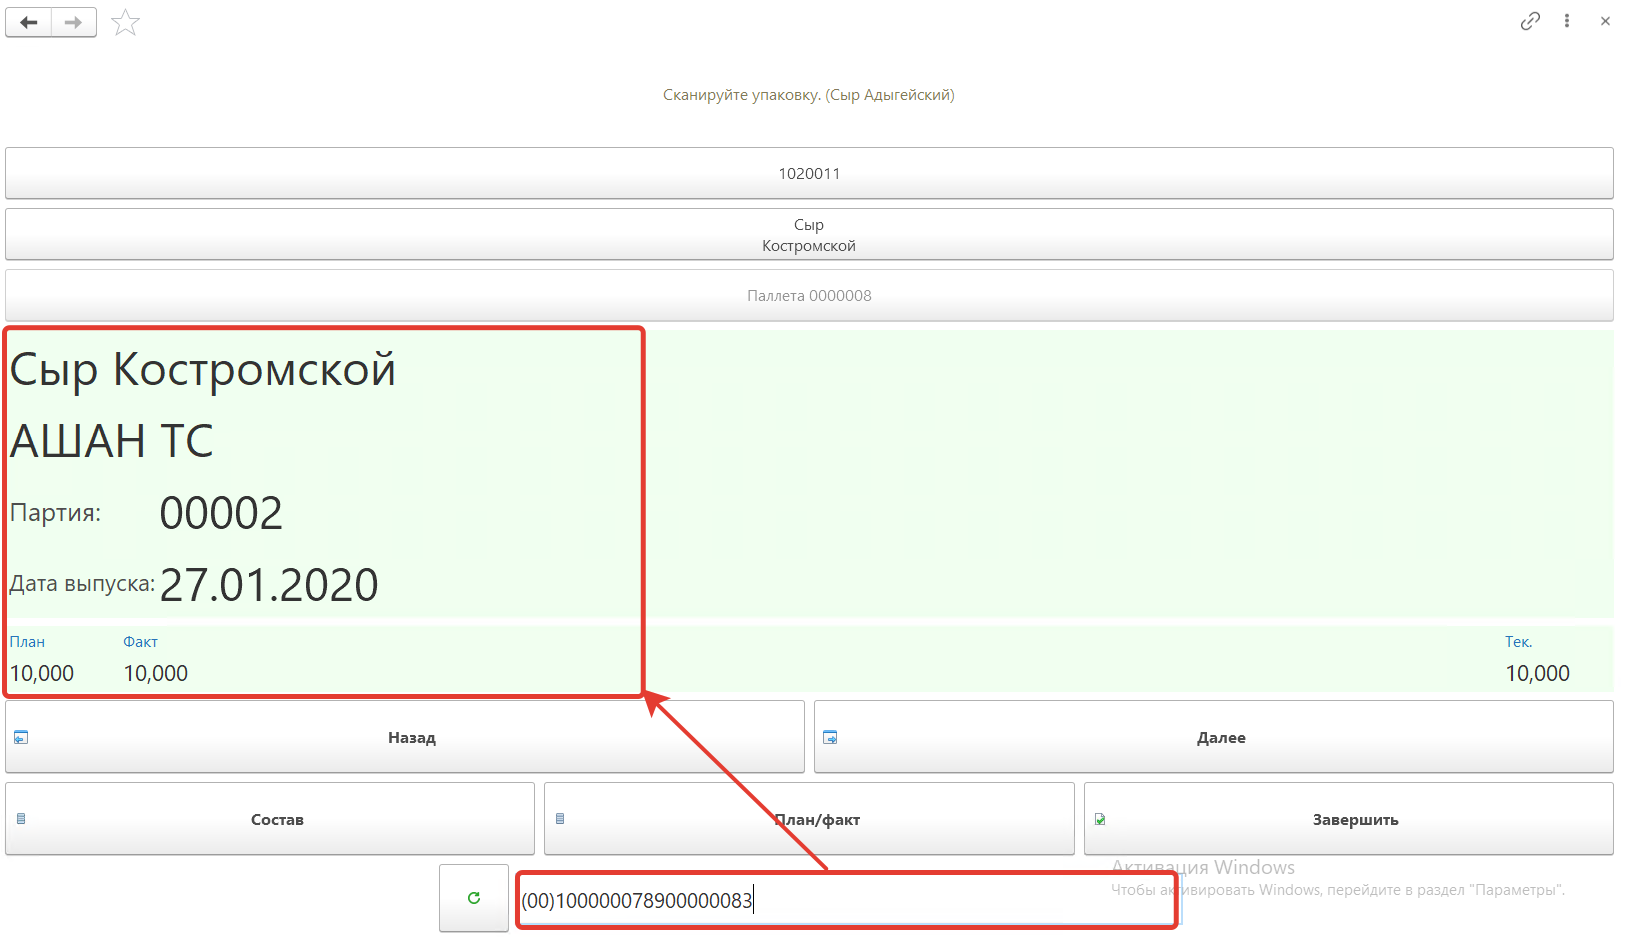 Сканируйте упаковку. (Сыр Адыгейский)
1020011
Сыр
Костромской
Паллета 0000008
Сыр Костромской
АШАН ТС
Партия: 00002
Дата выпуска: 27.01.2020
План Факт Тек.
10,000 10,000 10,000
Назад Далее
Состав План/факт Завершить
Активация Windows
Чтобы активировать Windows, перейдите в раздел "Параметры".
(00)100000078900000083